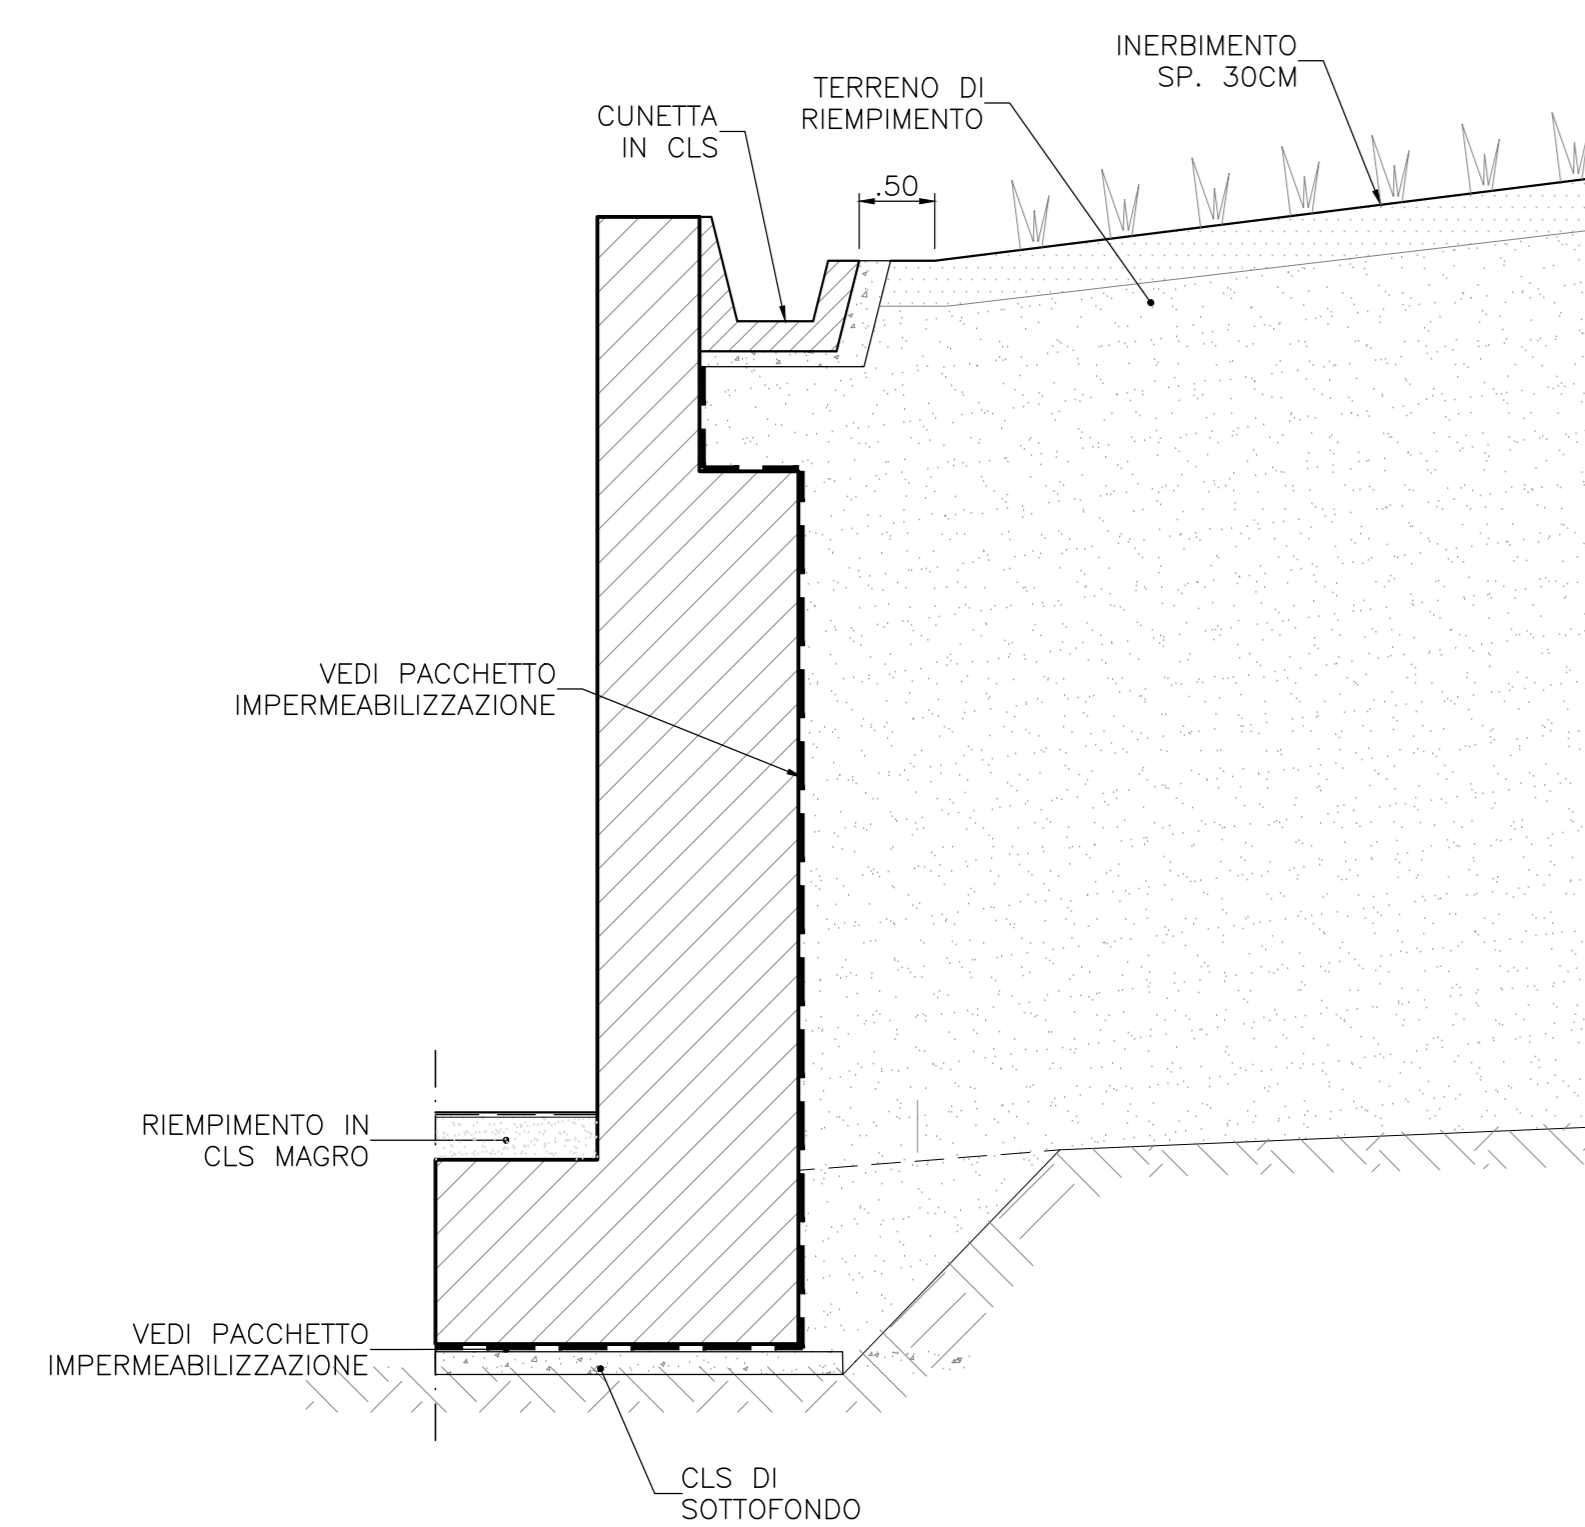 INERBIMENTO
SP. 30CM
TERRENO DI
RIEMPIMENTO
CUNETTA
IN CLS
.50
VEDI PACCHETTO
IMPERMEABILIZZAZIONE
RIEMPIMENTO IN
CLS MAGRO
VEDI PACCHETTO
IMPERMEABILIZZAZIONE
CLS DI
SOTTOFONDO